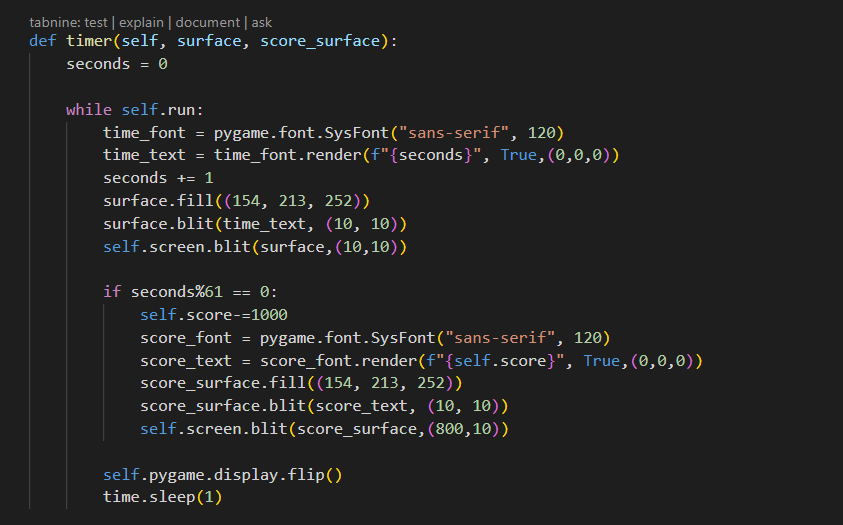 tabnine: test | explain | document | ask
def timer(self, surface, score_surface):
    seconds = 0

    while self.run:
        time_font = pygame.font.SysFont("sans-serif", 120)
        time_text = time_font.render(f"{seconds}", True,(0,0,0))
        seconds += 1
        surface.fill((154, 213, 252))
        surface.blit(time_text, (10, 10))
        self.screen.blit(surface,(10,10))

        if seconds%61 == 0:
            self.score-=1000
            score_font = pygame.font.SysFont("sans-serif", 120)
            score_text = score_font.render(f"{self.score}", True,(0,0,0))
            score_surface.fill((154, 213, 252))
            score_surface.blit(score_text, (10, 10))
            self.screen.blit(score_surface,(800,10))

        self.pygame.display.flip()
        time.sleep(1)